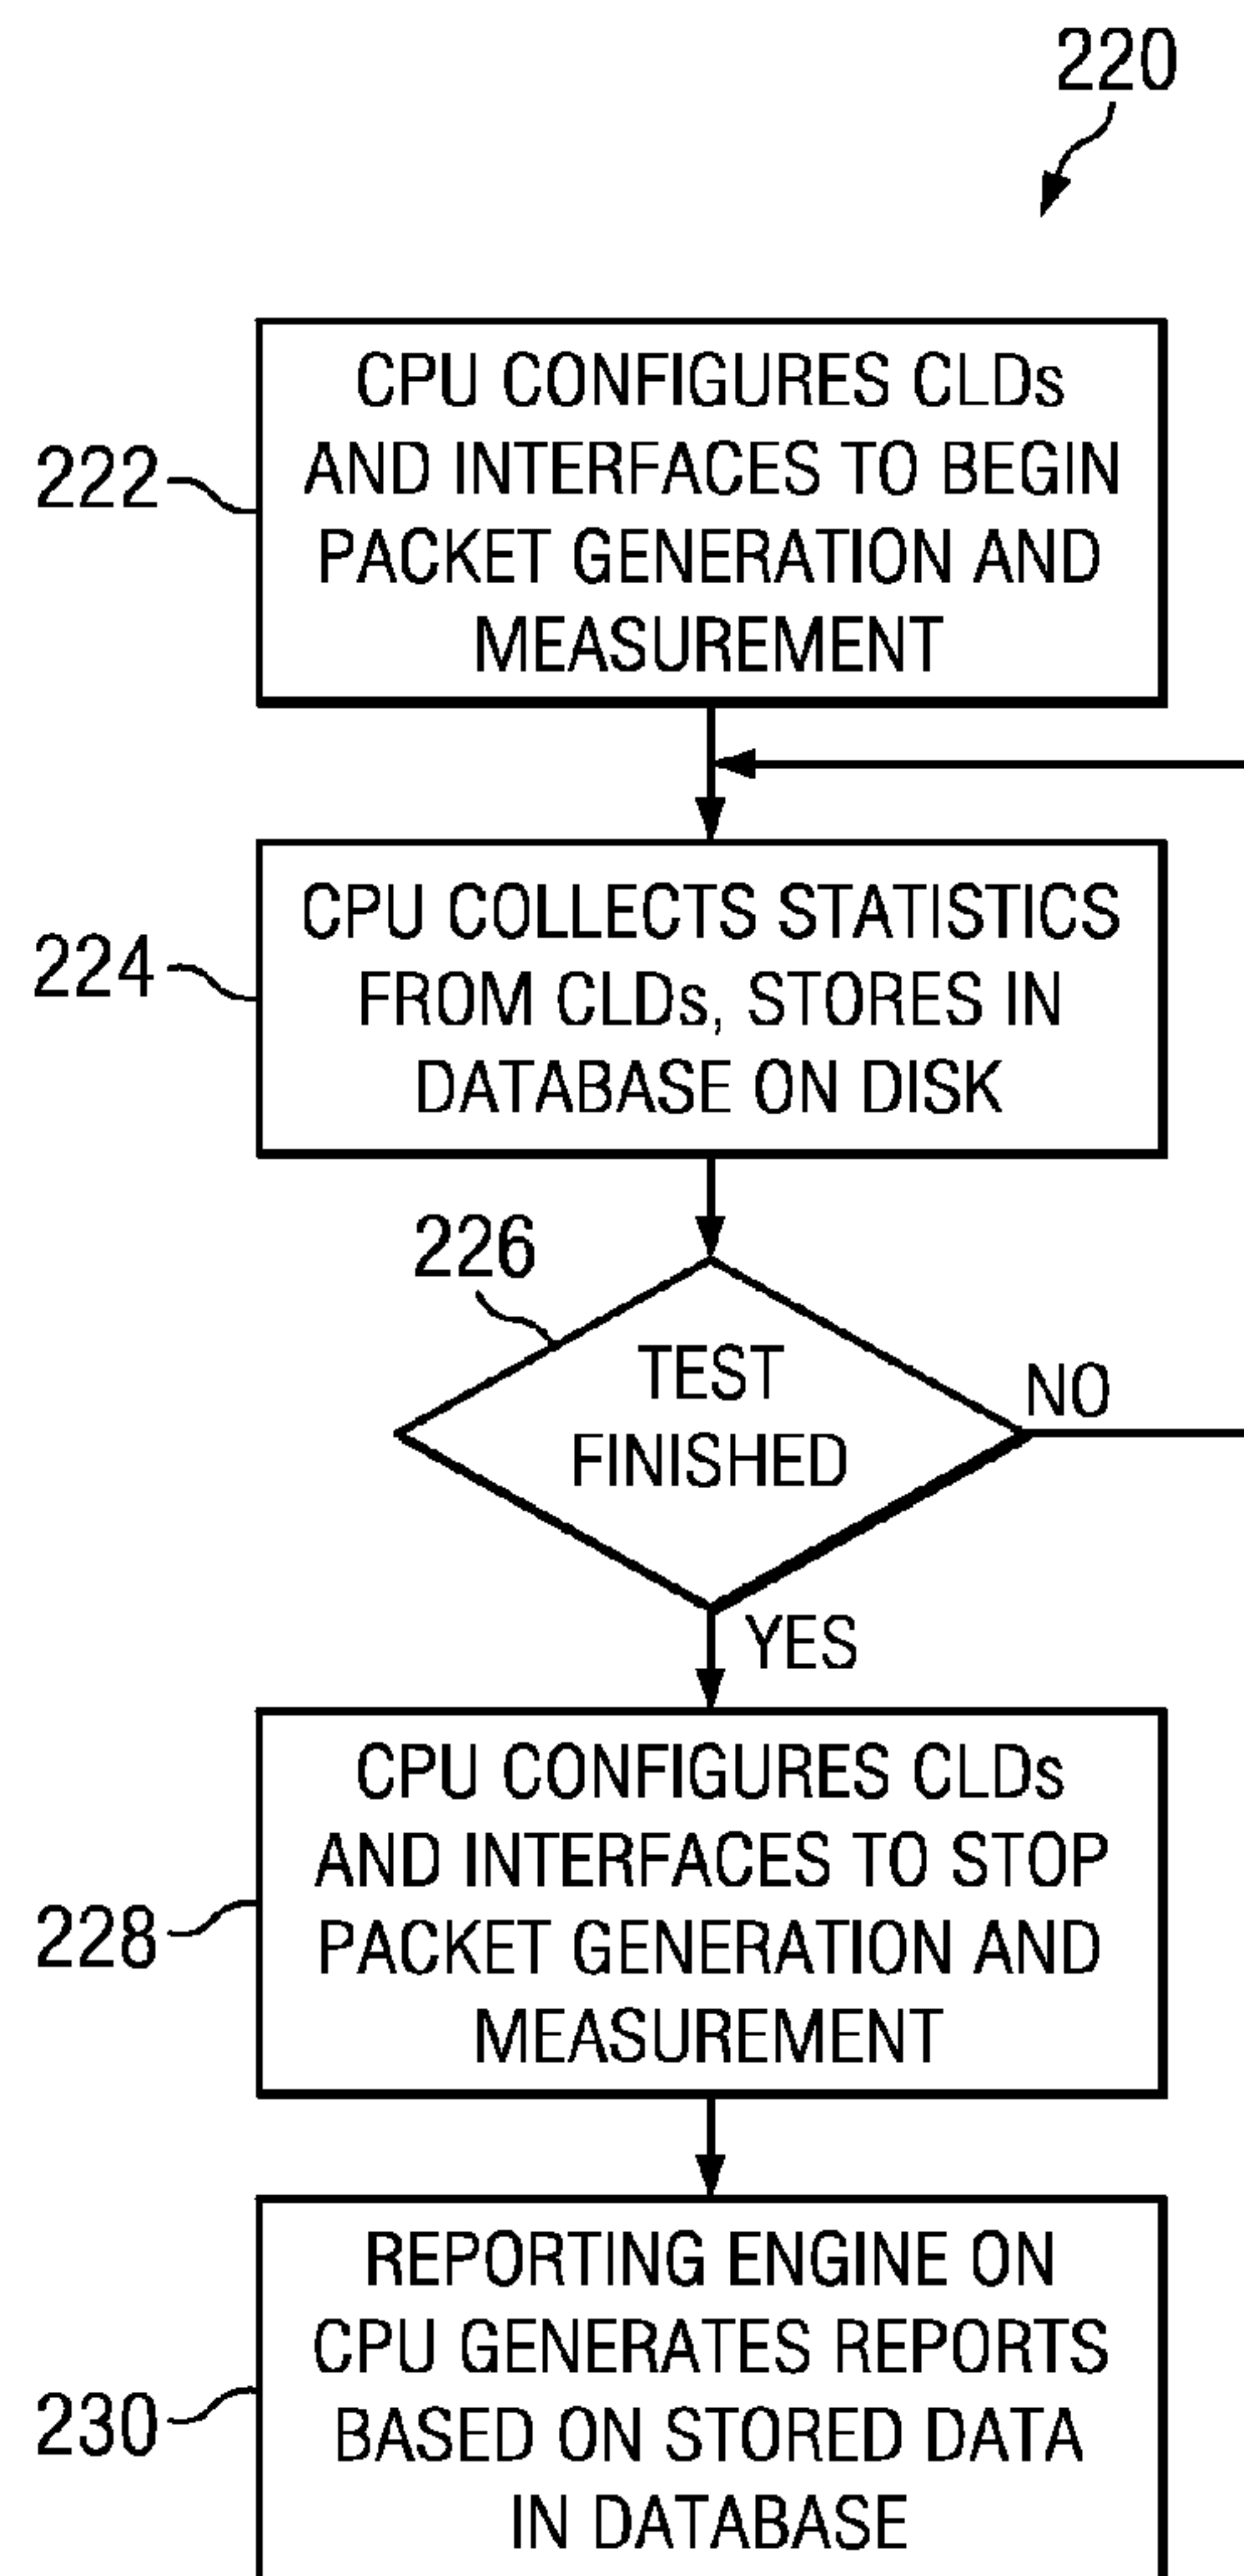 220
222
CPU CONFIGURES CLDs
AND INTERFACES TO BEGIN
PACKET GENERATION AND
MEASUREMENT
224
CPU COLLECTS STATISTICS
FROM CLDs, STORES IN
DATABASE ON DISK
226
TEST
FINISHED
NO
YES
228
CPU CONFIGURES CLDs
AND INTERFACES TO STOP
PACKET GENERATION AND
MEASUREMENT
230
REPORTING ENGINE ON
CPU GENERATES REPORTS
BASED ON STORED DATA
IN DATABASE